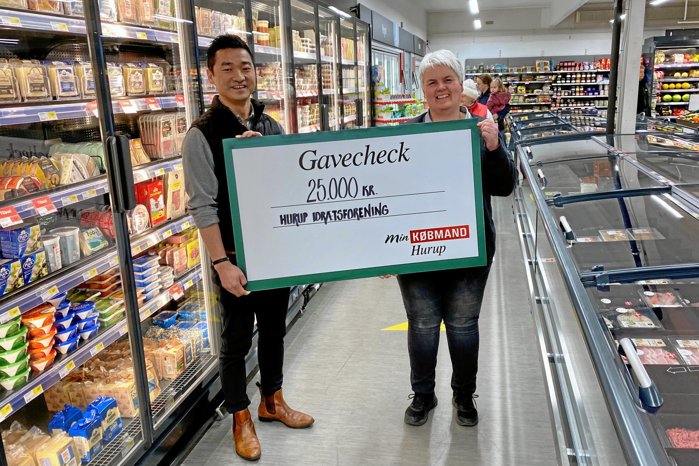 Gavecheck
25.000 KR.
HURUP IDRÆTSFORENING
Min KØBMAND
Hurup